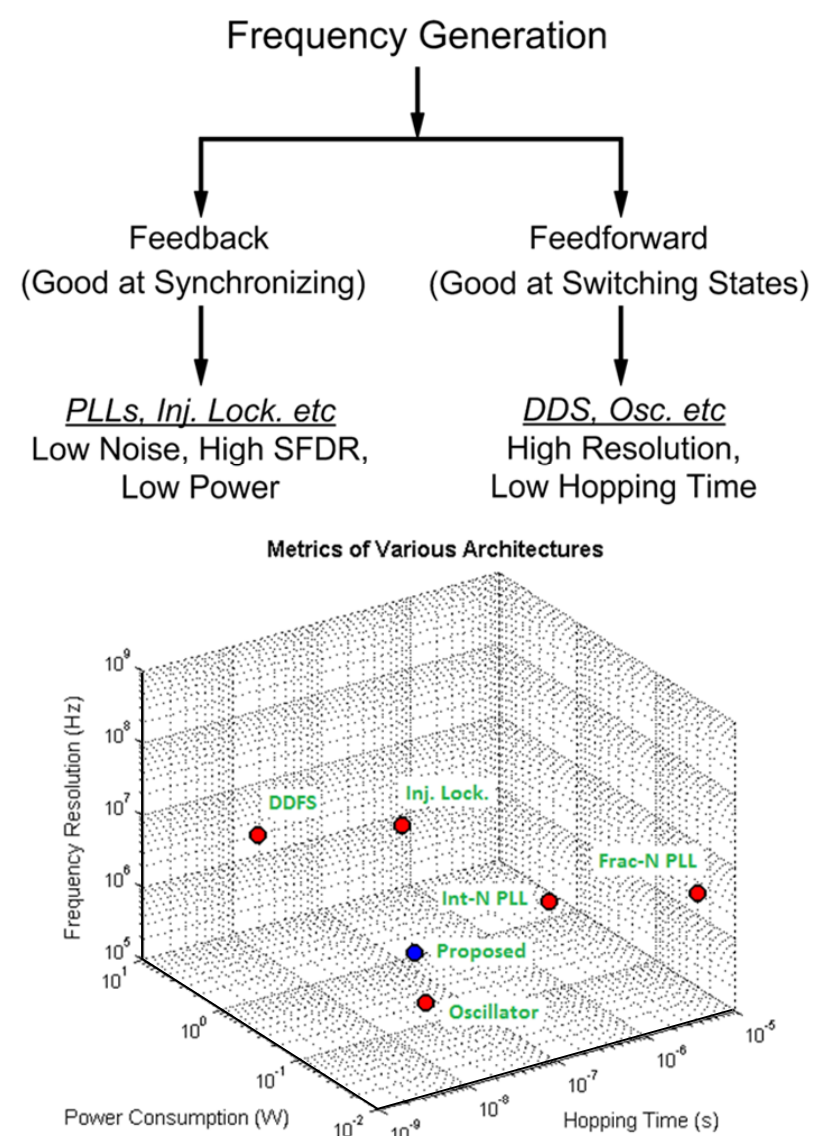 Frequency Generation
Feedback
(Good at Synchronizing)
Feedforward
(Good at Switching States)
PLLs, Inj. Lock. etc
Low Noise, High SFDR,
Low Power
DDS, Osc. etc
High Resolution,
Low Hopping Time
Metrics of Various Architectures
Frequency Resolution (Hz)
10^9
10^8
10^7
10^6
10^5
DDFS
Inj. Lock.
Frac-N PLL
Int-N PLL
Proposed
Oscillator
10^1
10^0
10^-1
10^-2
Power Consumption (W)
10^-9
10^-8
10^-7
10^-6
10^-5
Hopping Time (s)